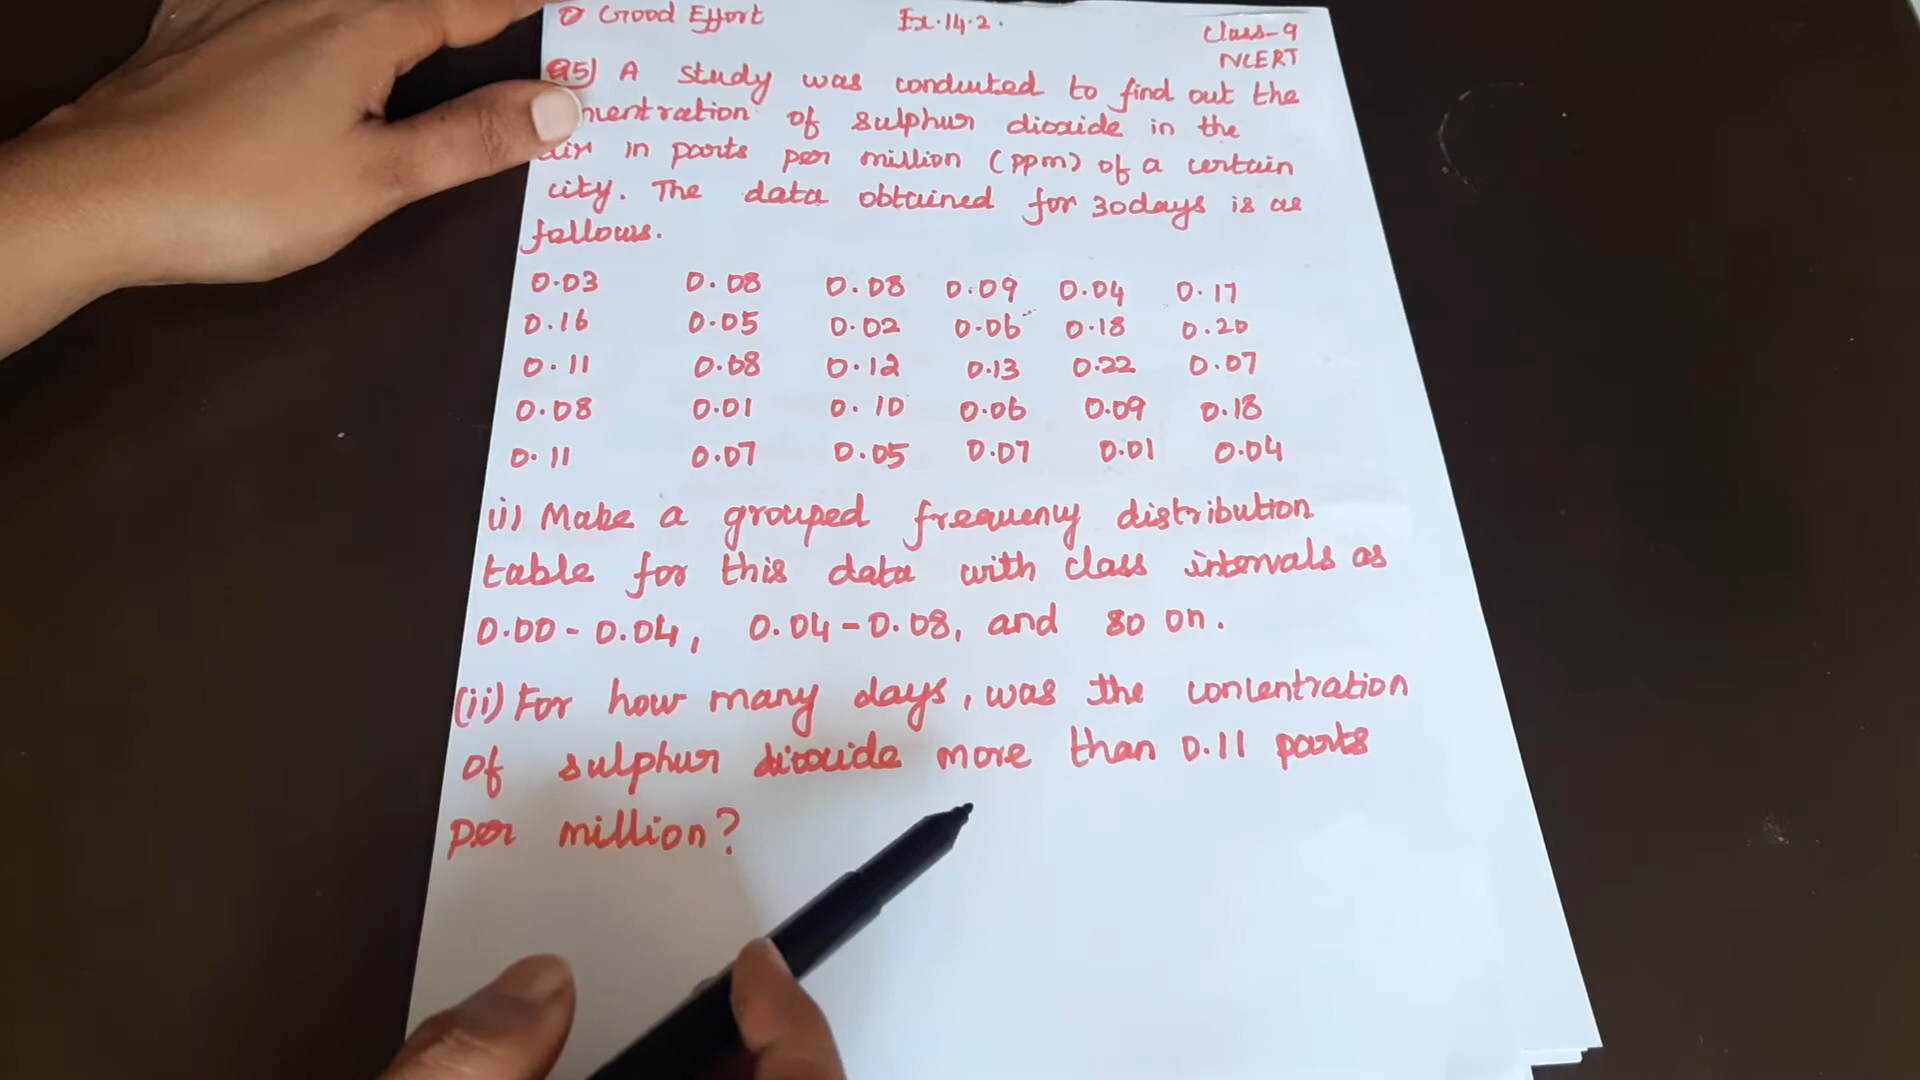 Good Effort Ex.14.2.
Class-9
NCERT
Q5) A study was conducted to find out the
of sulphur dioxide in the
air in parts per million (ppm) of a certain
city. The data obtained for 30days is as
follows.
0.03 0.08 0.08 0.09 0.04 0.17
0.16 0.05 0.02 0.06 0.18 0.20
0.11 0.08 0.12 0.13 0.22 0.07
0.08 0.01 0.10 0.06 0.09 0.18
0.11 0.07 0.05 0.07 0.01 0.04
(i) Make a grouped frequency distribution
table for this data with class intervals as
0.00-0.04, 0.04-0.08, and so on.
(ii) For how many days, was the concentration
of sulphur dioxide more than 0.11 parts
per million?